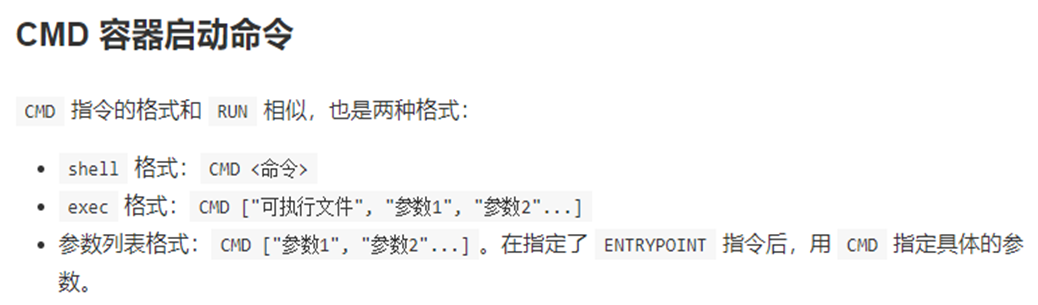 CMD 容器启动命令
CMD 指令的格式和 RUN 相似，也是两种格式：
• shell 格式： CMD <命令>
• exec 格式： CMD ["可执行文件", "参数1", "参数2"...]
• 参数列表格式： CMD ["参数1", "参数2"...] 。在指定了 ENTRYPOINT 指令后，用 CMD 指定具体的参
数。